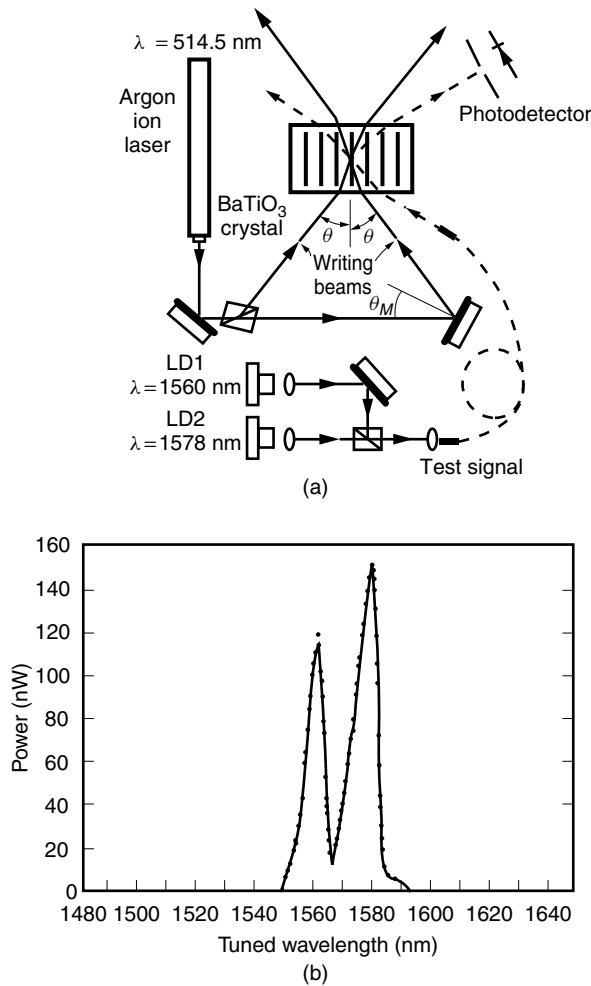 λ = 514.5 nm
Argon
ion
laser
Photodetector
BaTiO₃
crystal
θ θ
Writing
beams
θ_M
LD1
λ=1560 nm
LD2
λ=1578 nm
Test signal
(a)
160
140
120
100
80
60
40
20
0
Power (nW)
1480 1500 1520 1540 1560 1580 1600 1620 1640
Tuned wavelength (nm)
(b)